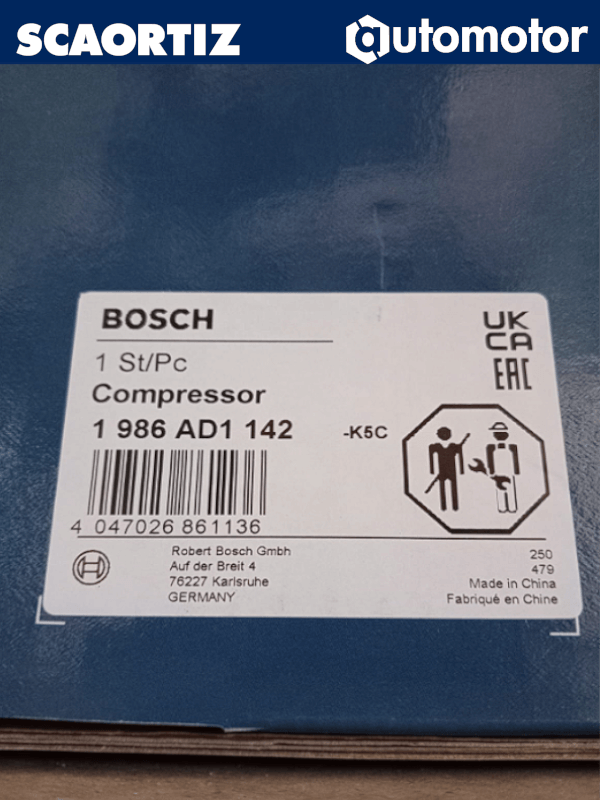 SCAORTIZ automotor
BOSCH
UK
CA
1 St/Pc
EAC
Compressor
1 986 AD1 142 -K5C
4 047026 861136
Robert Bosch Gmbh
Auf der Breit 4
76227 Karlsruhe
GERMANY
250
479
Made in China
Fabriqué en Chine